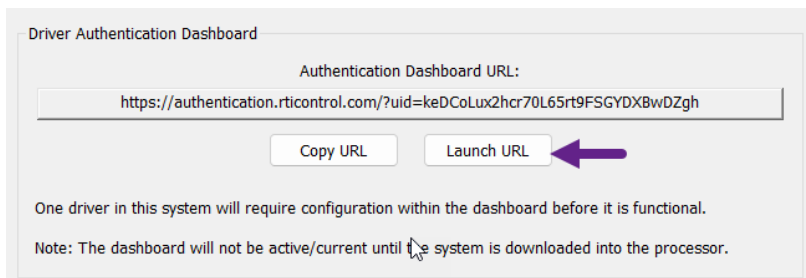 Driver Authentication Dashboard
Authentication Dashboard URL:
https://authentication.rticontrol.com/?uid=keDCoLux2hcr70L65rt9FSGYDXBwDZgh
Copy URL Launch URL
One driver in this system will require configuration within the dashboard before it is functional.
Note: The dashboard will not be active/current until the system is downloaded into the processor.